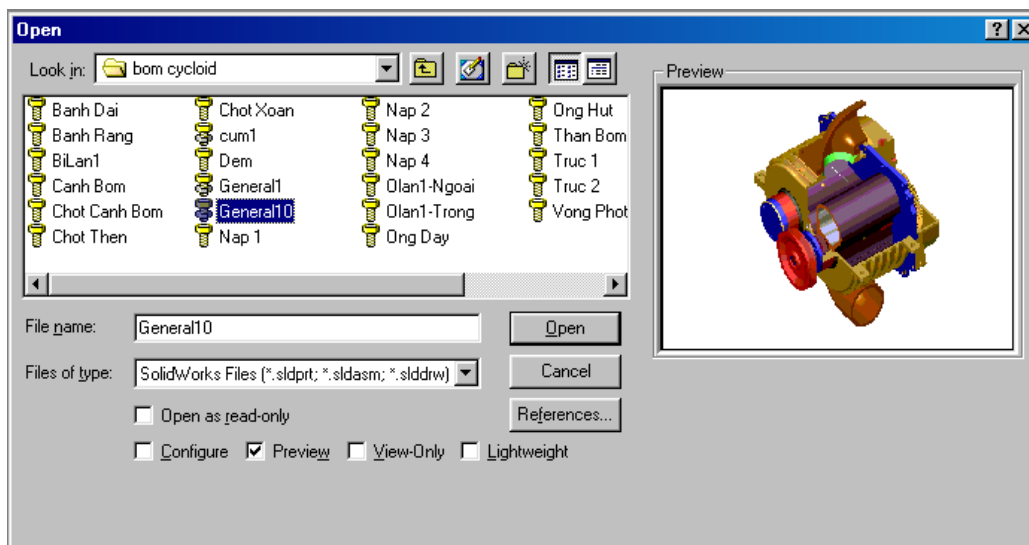 Open
Look in: bom cycloid
Preview
Banh Dai Chot Xoan Nap 2 Ong Hut
Banh Rang cum1 Nap 3 Than Bom
BiLan1 Dem Nap 4 Truc 1
Canh Bom General1 Olan1-Ngoai Truc 2
Chot Canh Bom General10 Olan1-Trong Vong Phot
Chot Then Nap 1 Ong Day
File name: General10 Open
Files of type: SolidWorks Files (*.sldprt; *.sldasm; *.slddrw) Cancel
Open as read-only References...
Configure Preview View-Only Lightweight